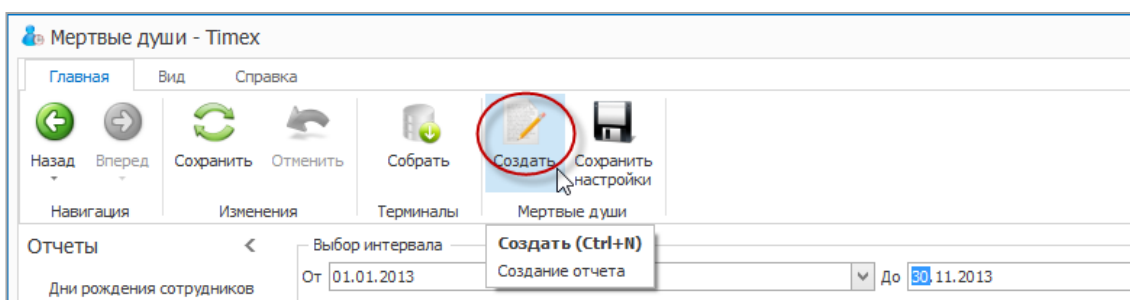 Мертвые души - Timex
Главная Вид Справка
Назад Вперед Сохранить Отменить Собрать Создать Сохранить настройки
Навигация Изменения Терминалы Мертвые души
Отчеты
Выбор интервала
От 01.01.2013 До 30.11.2013
Создать (Ctrl+N)
Создание отчета
Дни рождения сотрудников